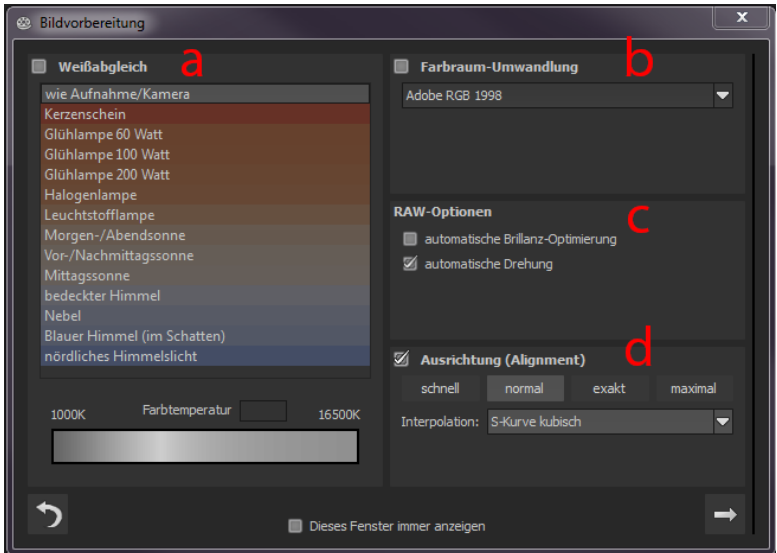 Bildvorbereitung
x
Weißabgleich
a
wie Aufnahme/Kamera
Kerzenschein
Glühlampe 60 Watt
Glühlampe 100 Watt
Glühlampe 200 Watt
Halogenlampe
Leuchtstofflampe
Morgen-/Abendsonne
Vor-/Nachmittagssonne
Mittagssonne
bedeckter Himmel
Nebel
Blauer Himmel (im Schatten)
nördliches Himmelslicht
1000K Farbtemperatur 16500K
Farbraum-Umwandlung
b
Adobe RGB 1998
RAW-Optionen
c
automatische Brillanz-Optimierung
automatische Drehung
Ausrichtung (Alignment)
d
schnell normal exakt maximal
Interpolation: S-Kurve kubisch
Dieses Fenster immer anzeigen